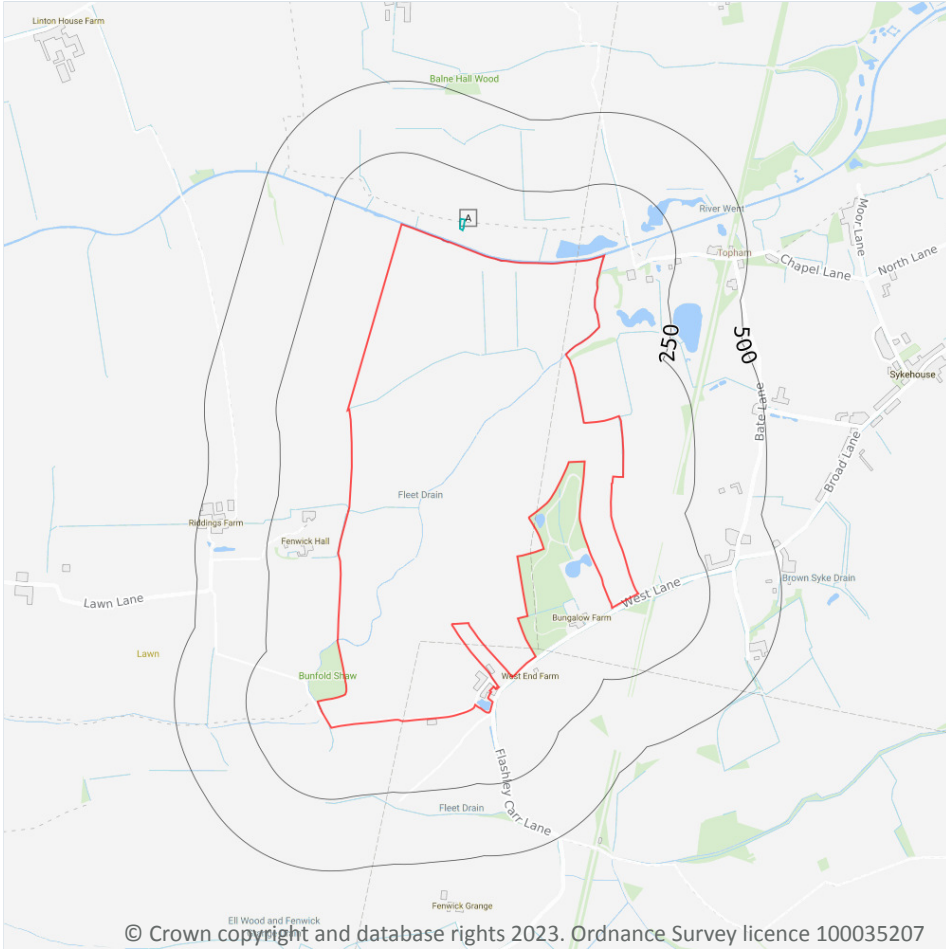 Linton House Farm
Balne Hall Wood
A
River Went
Topham
Moor Lane
Chapel Lane
North Lane
250
500
Sykehouse
Bate Lane
Broad Lane
Fleet Drain
Riddings Farm
Fenwick Hall
Brown Syke Drain
Lawn Lane
West Lane
Bungalow Farm
Lawn
Bunfold Shaw
West End Farm
Flashley Carr Lane
Fleet Drain
Fenwick Grange
Ell Wood and Fenwick
© Crown copyright and database rights 2023. Ordnance Survey licence 100035207